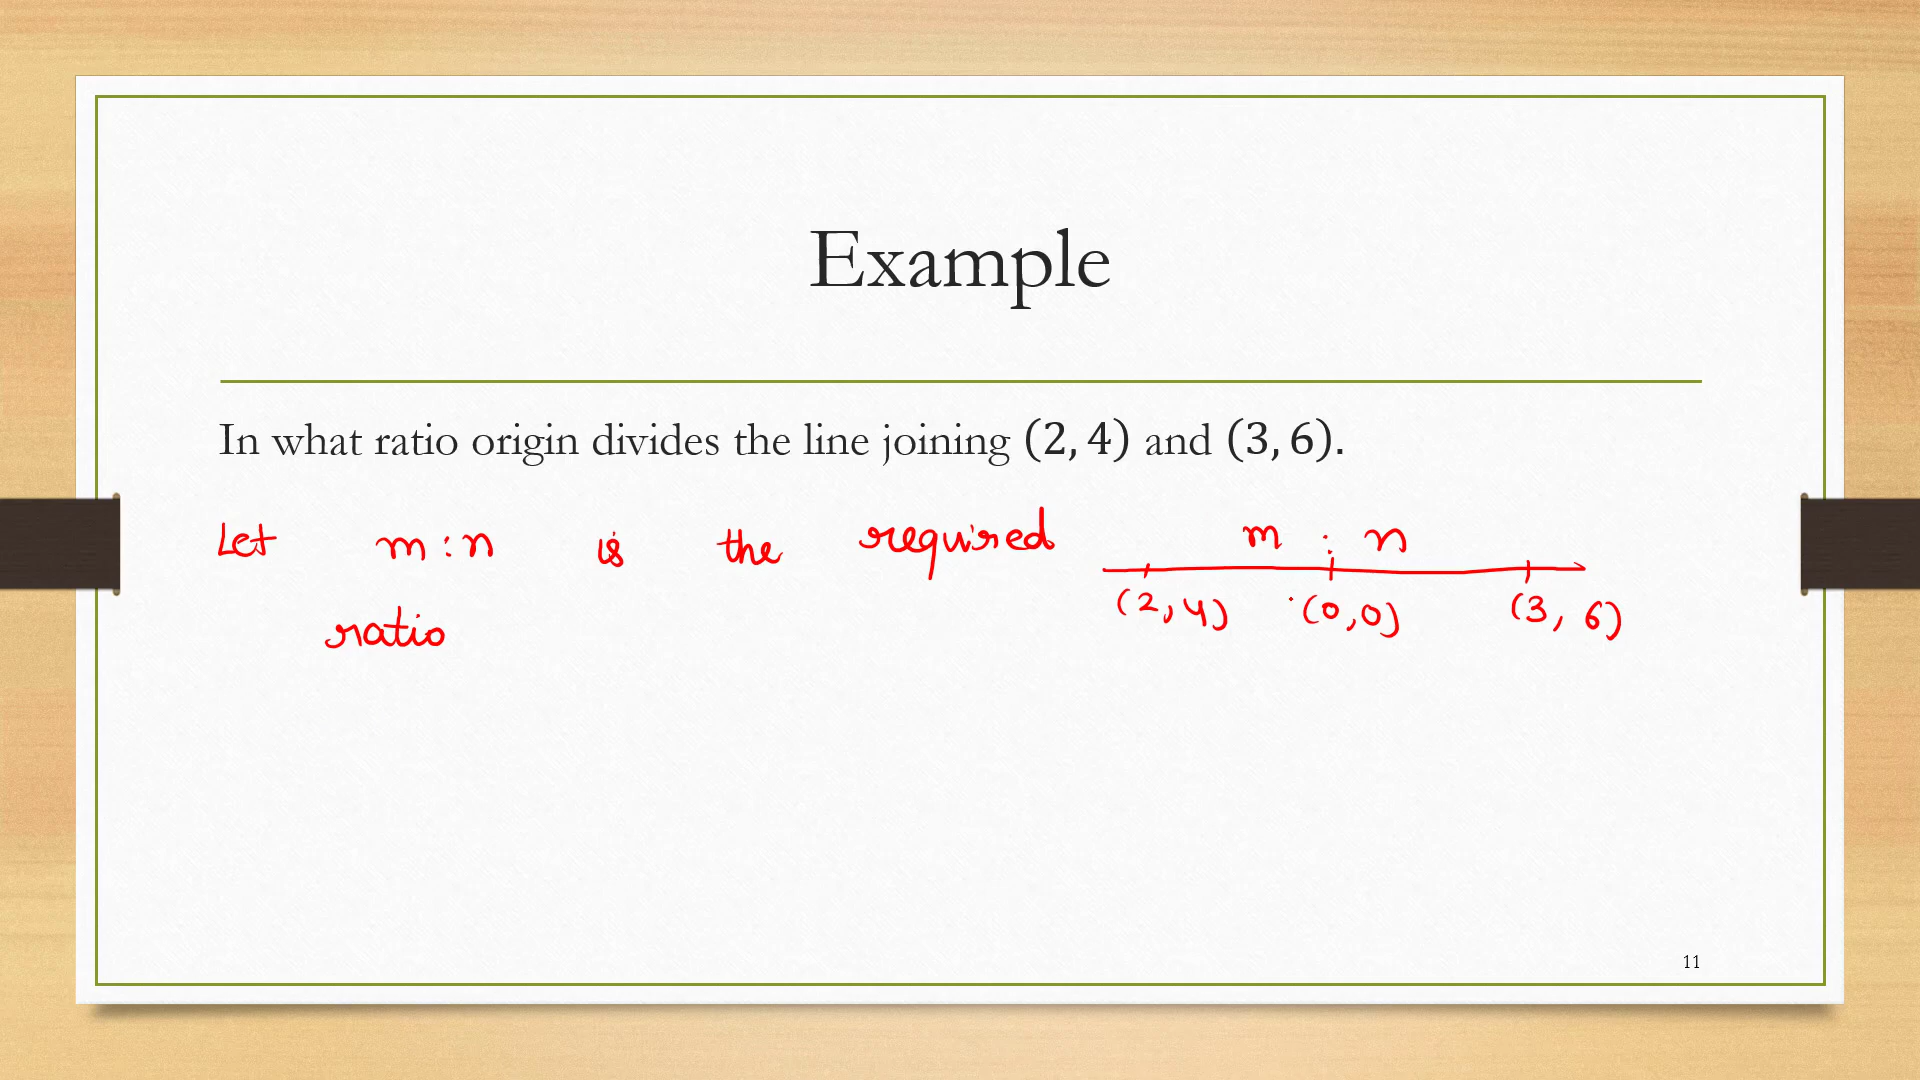 Example
In what ratio origin divides the line joining (2, 4) and (3, 6).
Let m : n is the required
ratio
m : n
(2, 4) (0, 0) (3, 6)
11